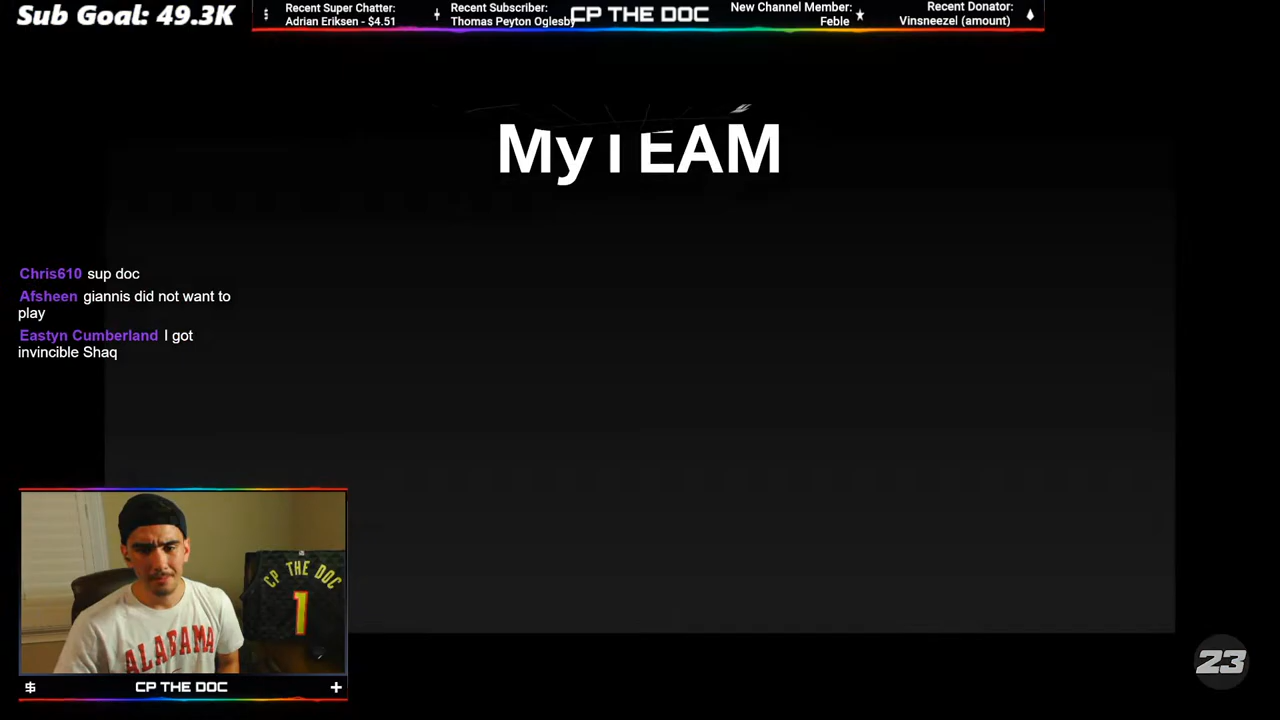 Sub Goal: 49.3K
Recent Super Chatter:
Adrian Eriksen - $4.51
Recent Subscriber:
Thomas Peyton Oglesby
CP THE DOC
New Channel Member:
Feble
Recent Donator:
Vinsneezel (amount)
MyTEAM
Chris610 sup doc
Afsheen giannis did not want to
play
Eastyn Cumberland I got
invincible Shaq
CP THE DOC
1
ALABAMA
CP THE DOC
23